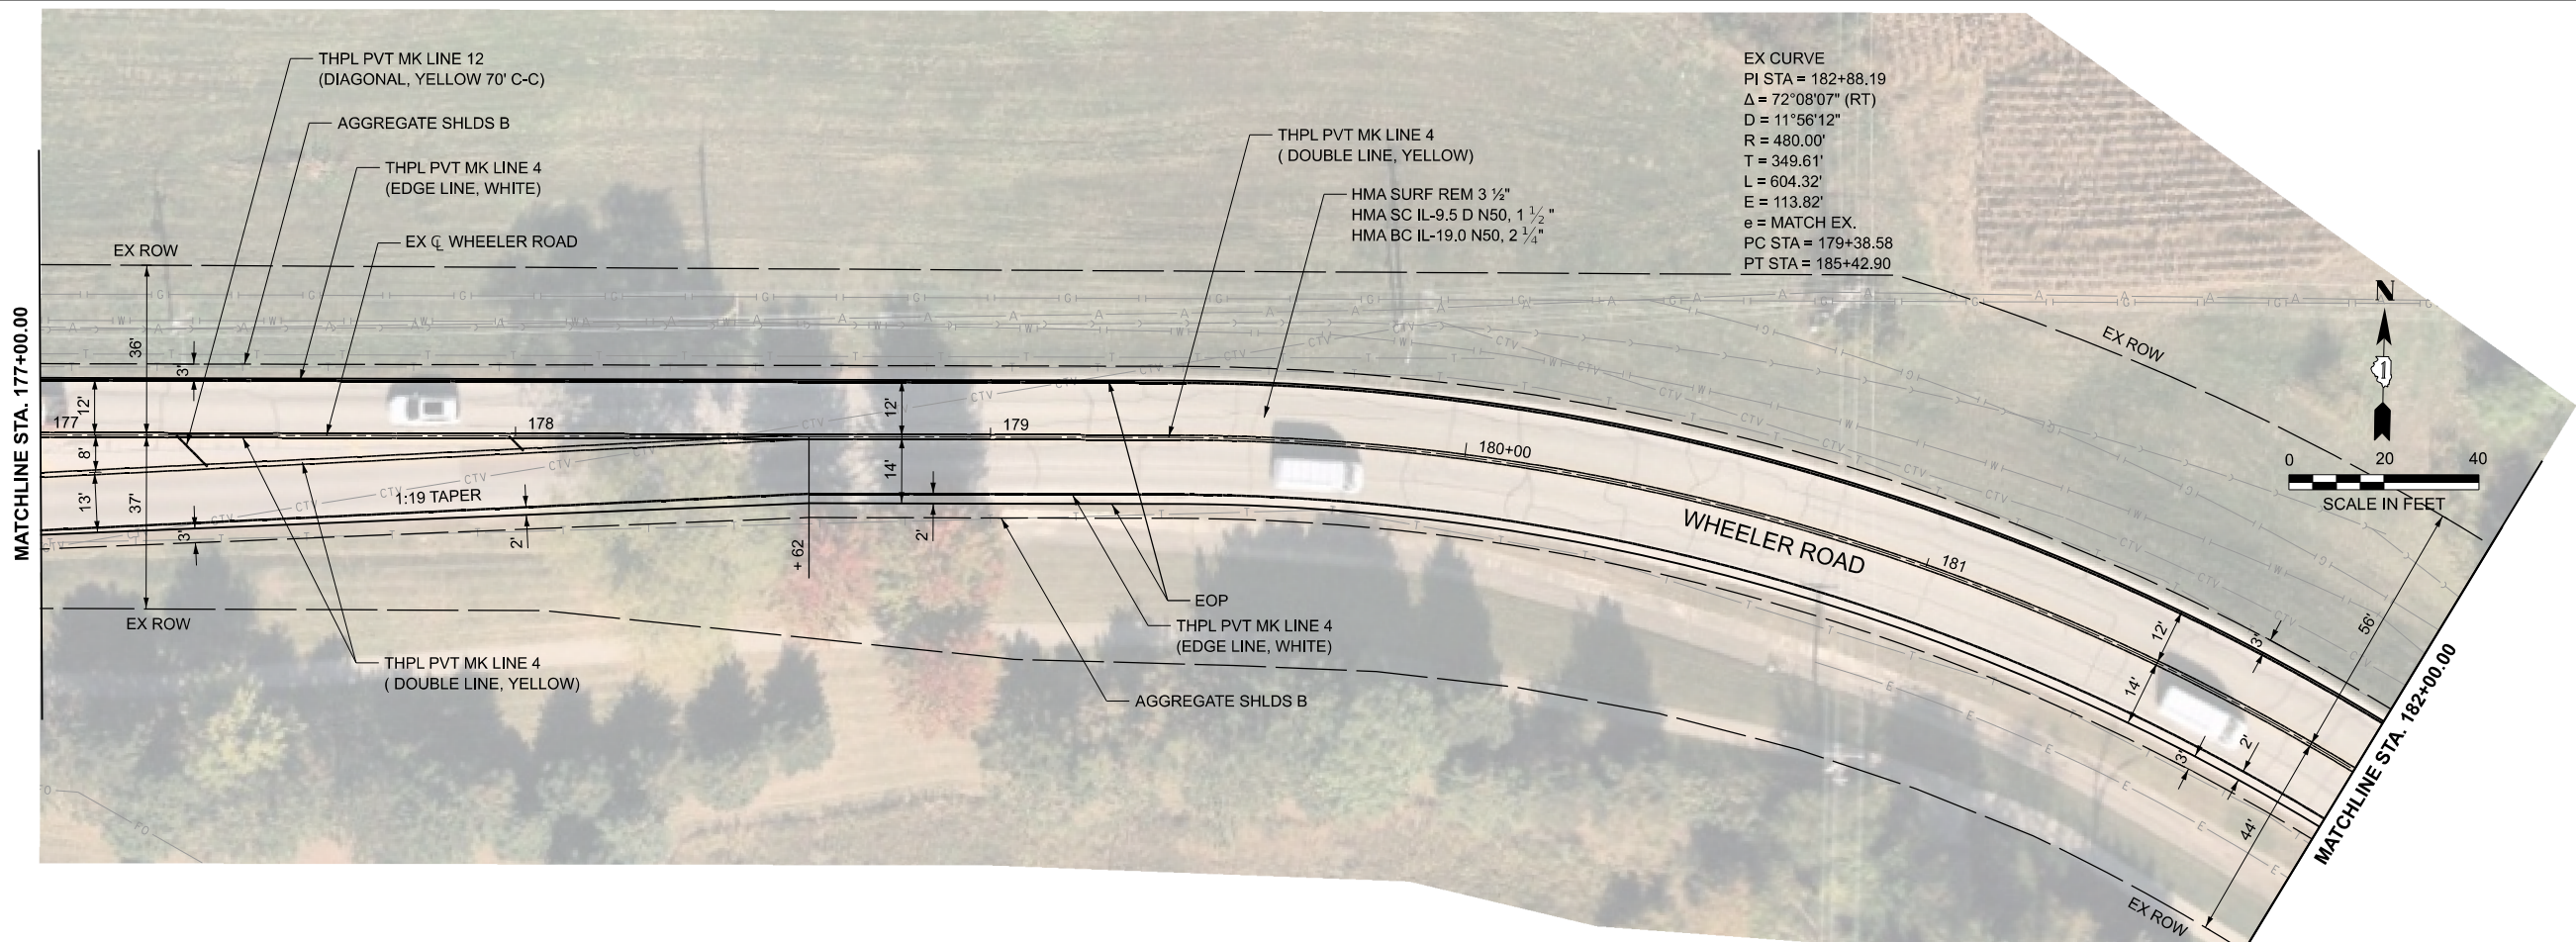 THPL PVT MK LINE 12
(DIAGONAL, YELLOW 70' C-C)
AGGREGATE SHLDS B
THPL PVT MK LINE 4
(EDGE LINE, WHITE)
EX ℄ WHEELER ROAD
EX ROW
THPL PVT MK LINE 4
( DOUBLE LINE, YELLOW)
HMA SURF REM 3 ½"
HMA SC IL-9.5 D N50, 1 ½ "
HMA BC IL-19.0 N50, 2 ¼"
EX CURVE
PI STA = 182+88.19
Δ = 72°08'07" (RT)
D = 11°56'12"
R = 480.00'
T = 349.61'
L = 604.32'
E = 113.82'
e = MATCH EX.
PC STA = 179+38.58
PT STA = 185+42.90
N
1
EX ROW
0 20 40
SCALE IN FEET
MATCHLINE STA. 177+00.00
36'
3'
12'
177
178
12'
179
180+00
181
8'
13'
37'
1:19 TAPER
3'
2'
+ 62
14'
2'
WHEELER ROAD
12'
3'
56'
14'
3'
2'
44'
MATCHLINE STA. 182+00.00
EX ROW
EOP
THPL PVT MK LINE 4
(EDGE LINE, WHITE)
THPL PVT MK LINE 4
( DOUBLE LINE, YELLOW)
AGGREGATE SHLDS B
EX ROW
CTV
CTV
CTV
CTV
CTV
CTV
FO